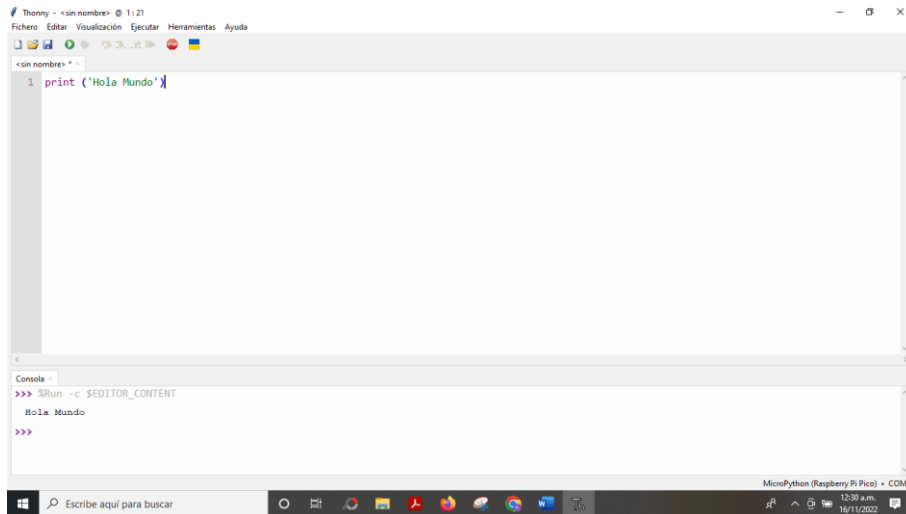 Thonny - <sin nombre> @ 1:21
Fichero Editar Visualización Ejecutar Herramientas Ayuda
<sin nombre> *
1 print ('Hola Mundo')
Consola
>>> %Run -c $EDITOR_CONTENT
Hola Mundo
>>>
MicroPython (Raspberry Pi Pico) • COM
Escribe aquí para buscar
12:30 a.m.
16/11/2022